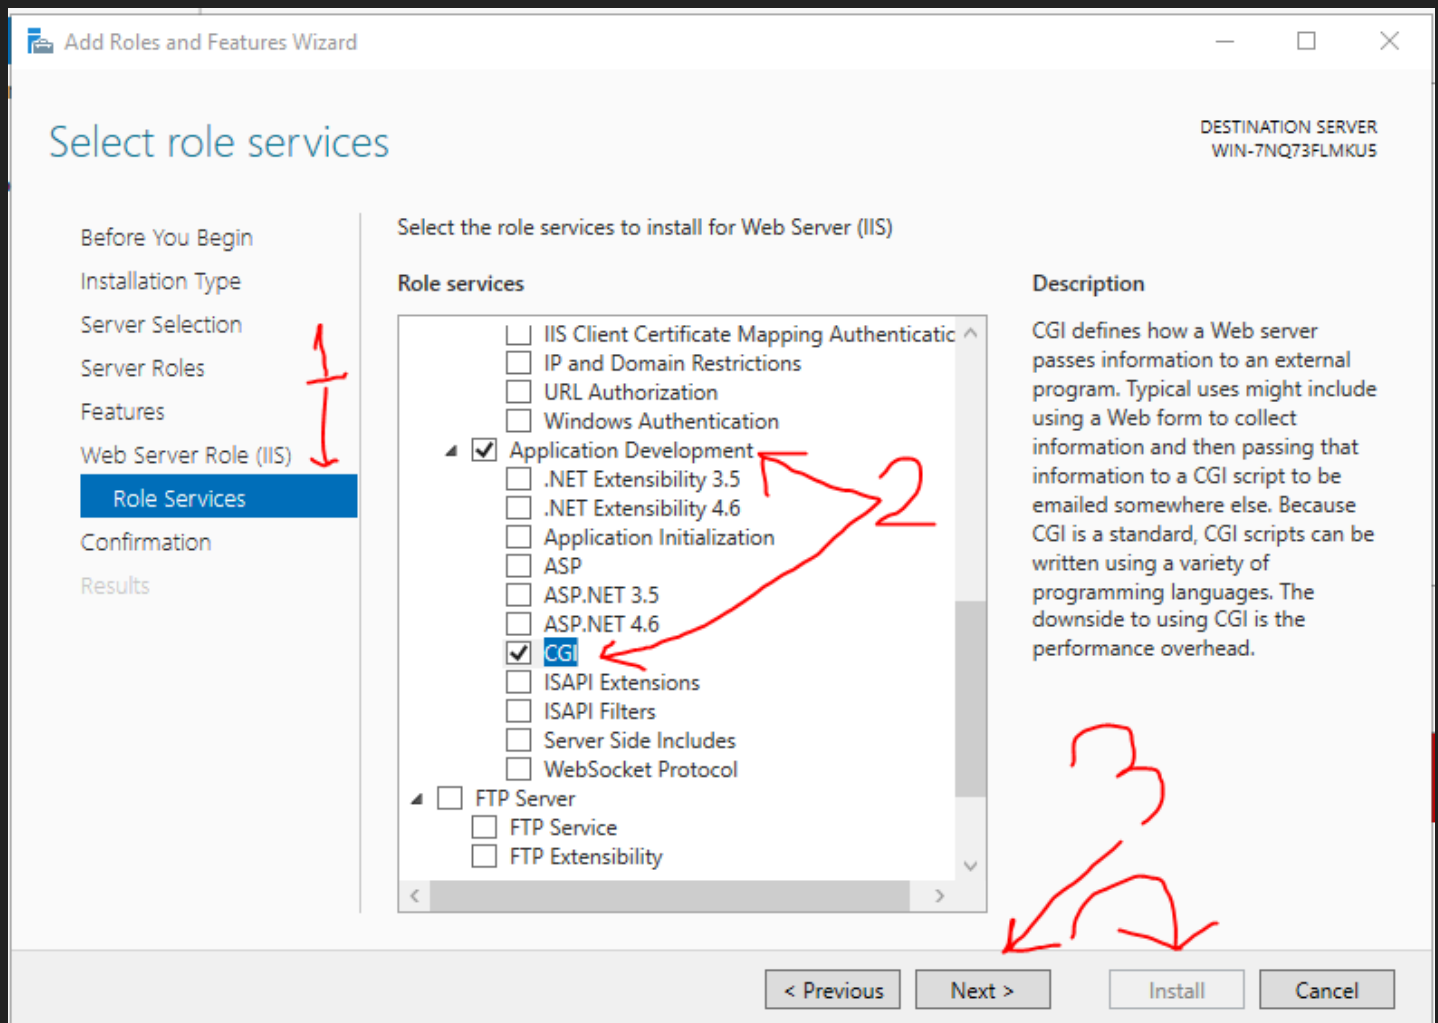 Add Roles and Features Wizard
Select role services
DESTINATION SERVER
WIN-7NQ73FLMKU5
Before You Begin
Installation Type
Server Selection
Server Roles
Features
Web Server Role (IIS)
Role Services
Confirmation
Results
1
Select the role services to install for Web Server (IIS)
Role services
IIS Client Certificate Mapping Authenticatic
IP and Domain Restrictions
URL Authorization
Windows Authentication
Application Development
.NET Extensibility 3.5
.NET Extensibility 4.6
Application Initialization
ASP
ASP.NET 3.5
ASP.NET 4.6
CGI
ISAPI Extensions
ISAPI Filters
Server Side Includes
WebSocket Protocol
FTP Server
FTP Service
FTP Extensibility
2
Description
CGI defines how a Web server
passes information to an external
program. Typical uses might include
using a Web form to collect
information and then passing that
information to a CGI script to be
emailed somewhere else. Because
CGI is a standard, CGI scripts can be
written using a variety of
programming languages. The
downside to using CGI is the
performance overhead.
3
< Previous
Next >
Install
Cancel